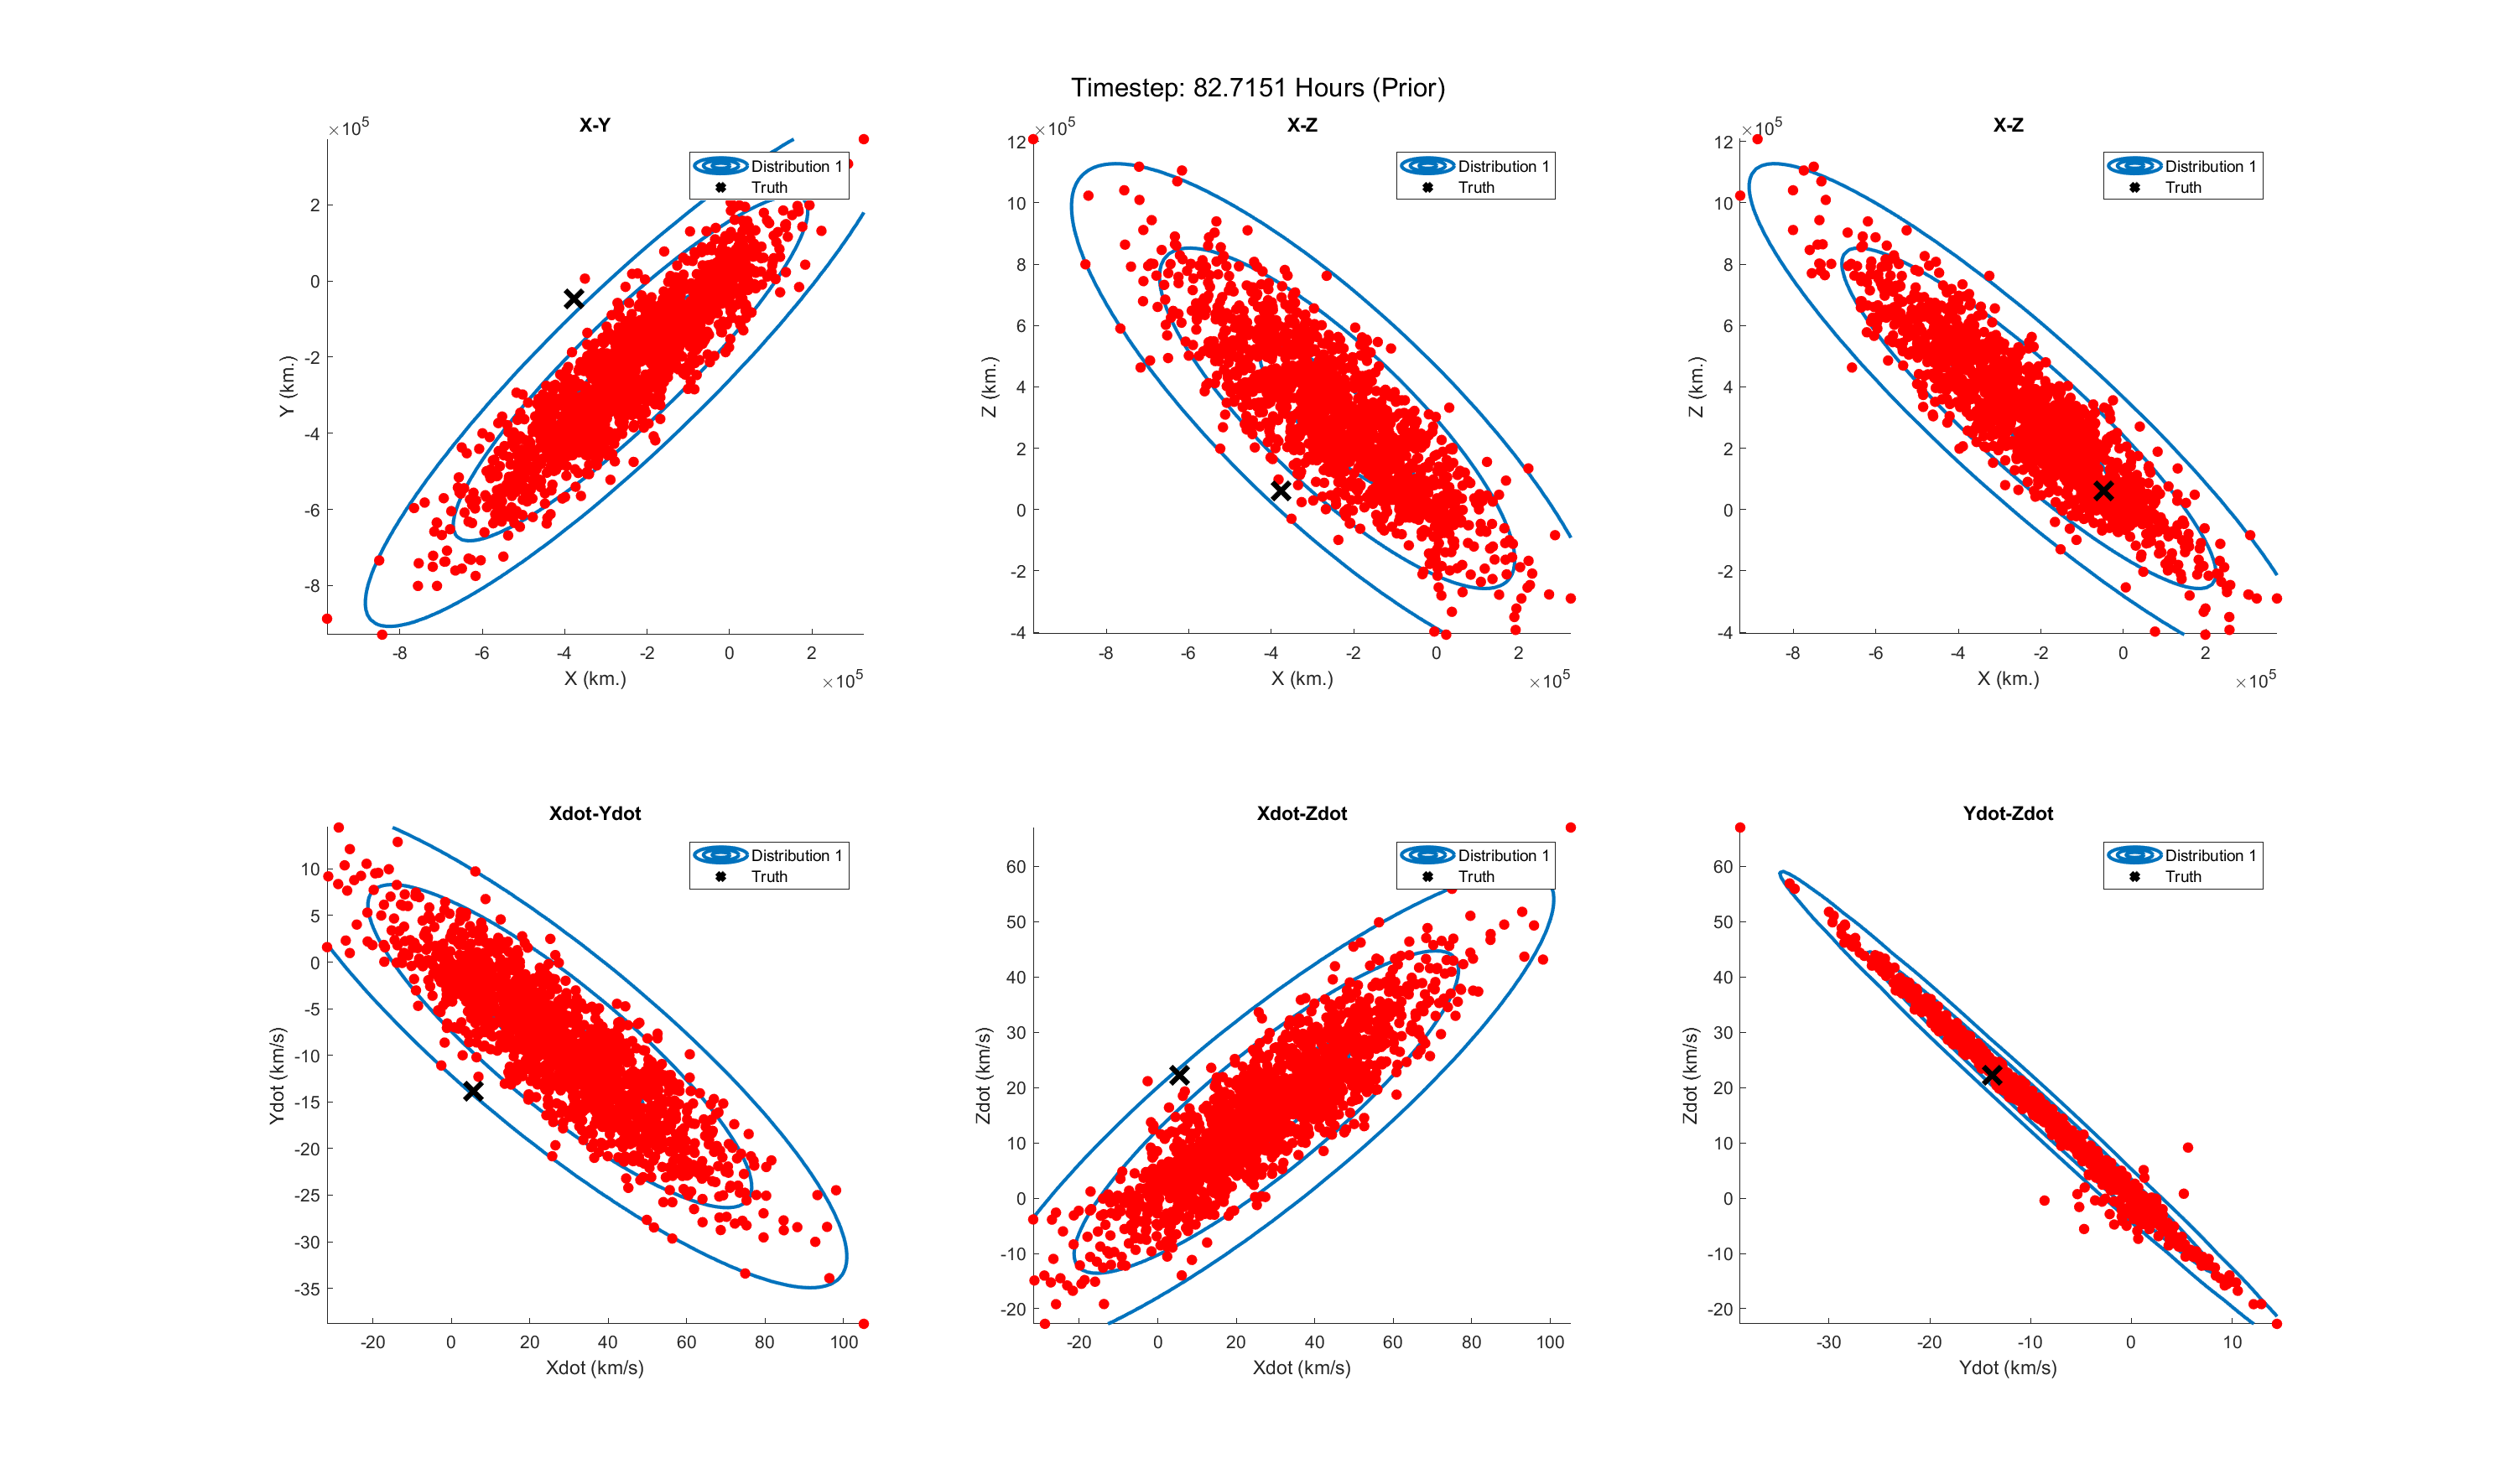 Timestep: 82.7151 Hours (Prior)
X-Y
×10^5
Distribution 1
Truth
2
0
-2
-4
-6
-8
Y (km.)
-8 -6 -4 -2 0 2
X (km.)
×10^5
X-Z
×10^5
Distribution 1
Truth
12
10
8
6
4
2
0
-2
-4
Z (km.)
-8 -6 -4 -2 0 2
X (km.)
×10^5
X-Z
×10^5
Distribution 1
Truth
12
10
8
6
4
2
0
-2
-4
Z (km.)
-8 -6 -4 -2 0 2
X (km.)
×10^5
Xdot-Ydot
Distribution 1
Truth
10
5
0
-5
-10
-15
-20
-25
-30
-35
Ydot (km/s)
-20 0 20 40 60 80 100
Xdot (km/s)
Xdot-Zdot
Distribution 1
Truth
60
50
40
30
20
10
0
-10
-20
Zdot (km/s)
-20 0 20 40 60 80 100
Xdot (km/s)
Ydot-Zdot
Distribution 1
Truth
60
50
40
30
20
10
0
-10
-20
Zdot (km/s)
-30 -20 -10 0 10
Ydot (km/s)